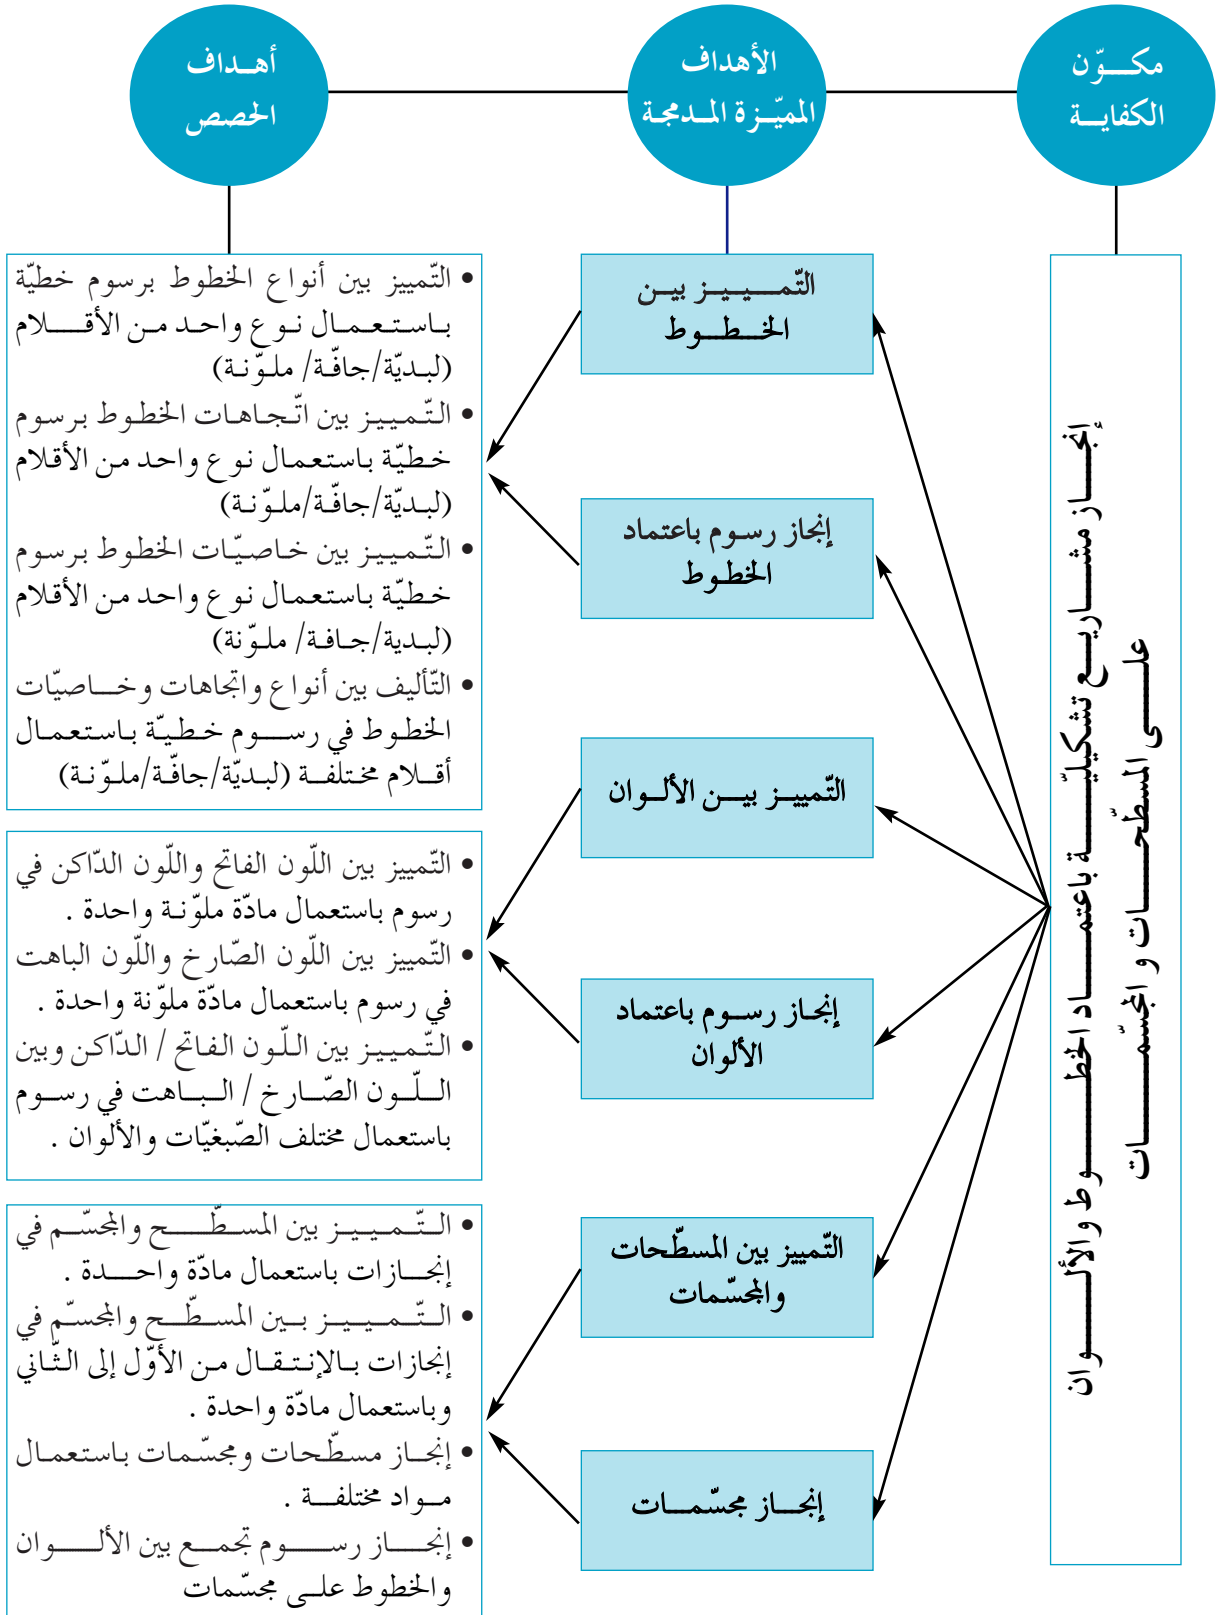 مكوّن
الكفاية
الأهداف
المميّزة المدمجة
أهداف
الحصص
إنجاز مشاريع تشكيليّة باعتماد الخطوط والألوان
على المسطّحات و المجسّمات
التّمييز بين
الخطوط
إنجاز رسوم باعتماد
الخطوط
التّمييز بين الألوان
إنجاز رسوم باعتماد
الألوان
التّمييز بين المسطّحات
والمجسّمات
إنجاز مجسّمات
• التّمييز بين أنواع الخطوط برسوم خطيّة
باستعمال نوع واحد من الأقلام
(لبديّة/جافّة/ ملوّنة)
• التّمييز بين اتّجاهات الخطوط برسوم
خطيّة باستعمال نوع واحد من الأقلام
(لبديّة/جافّة/ملوّنة)
• التّمييز بين خاصيّات الخطوط برسوم
خطيّة باستعمال نوع واحد من الأقلام
(لبدية/جافة/ ملوّنة)
• التّأليف بين أنواع واتجاهات وخاصيّات
الخطوط في رسوم خطيّة باستعمال
أقلام مختلفة (لبديّة/جافّة/ملوّنة)
• التّمييز بين اللّون الفاتح واللّون الدّاكن في
رسوم باستعمال مادّة ملوّنة واحدة .
• التّمييز بين اللّون الصّارخ واللّون الباهت
في رسوم باستعمال مادّة ملوّنة واحدة .
• التّمييز بين اللّون الفاتح / الدّاكن وبين
اللّون الصّارخ / الباهت في رسوم
باستعمال مختلف الصّبغيّات والألوان .
• التّمييز بين المسطّح والمجسّم في
إنجازات باستعمال مادّة واحدة .
• التّمييز بين المسطّح والمجسّم في
إنجازات بالإنتقال من الأوّل إلى الثّاني
وباستعمال مادّة واحدة .
• إنجاز مسطّحات ومجسّمات باستعمال
مواد مختلفة .
• إنجاز رسوم تجمع بين الألوان
والخطوط على مجسّمات